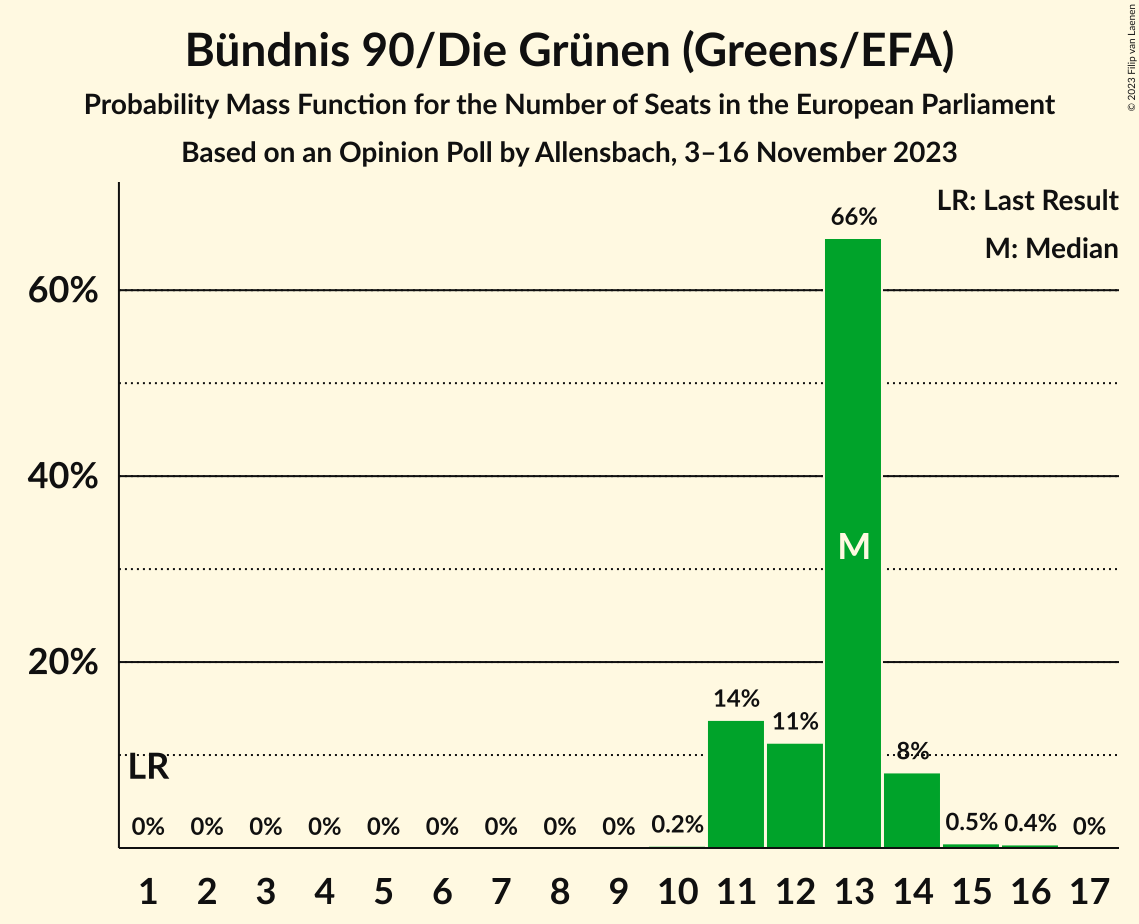 Bündnis 90/Die Grünen (Greens/EFA)
Probability Mass Function for the Number of Seats in the European Parliament
Based on an Opinion Poll by Allensbach, 3–16 November 2023
© 2023 Filip van Laenen
LR: Last Result
M: Median
66%
60%
40%
M
20%
14%
11%
8%
LR
0% 0% 0% 0% 0% 0% 0% 0% 0% 0.2% 0.5% 0.4% 0%
1 2 3 4 5 6 7 8 9 10 11 12 13 14 15 16 17